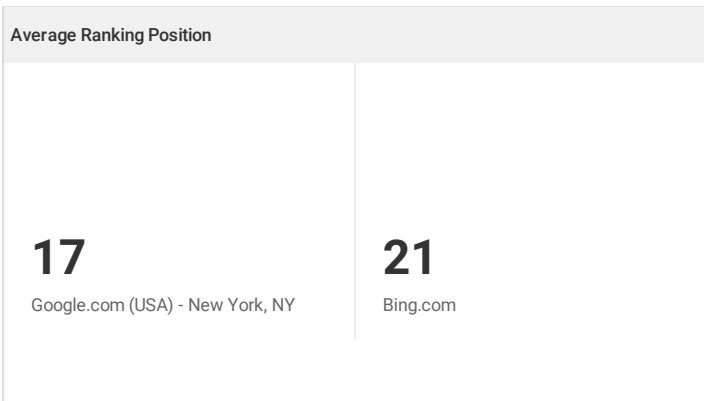 Average Ranking Position
17
Google.com (USA) - New York, NY
21
Bing.com